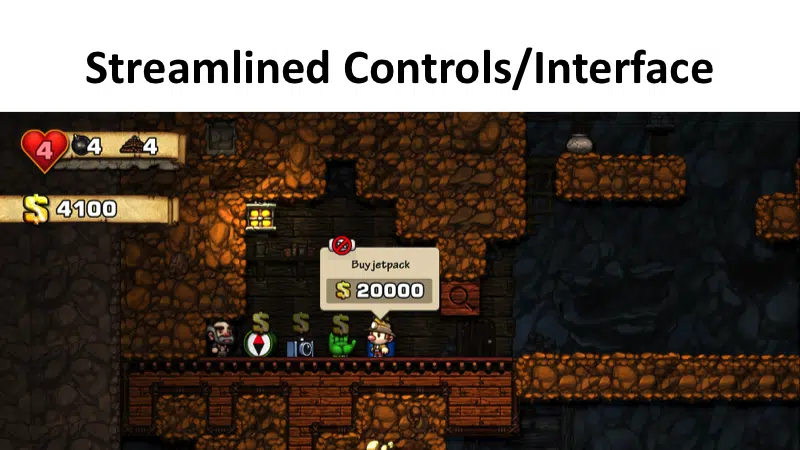 Streamlined Controls/Interface
4 4 4
$ 4100
Buy jetpack
$ 20000
$ $ $